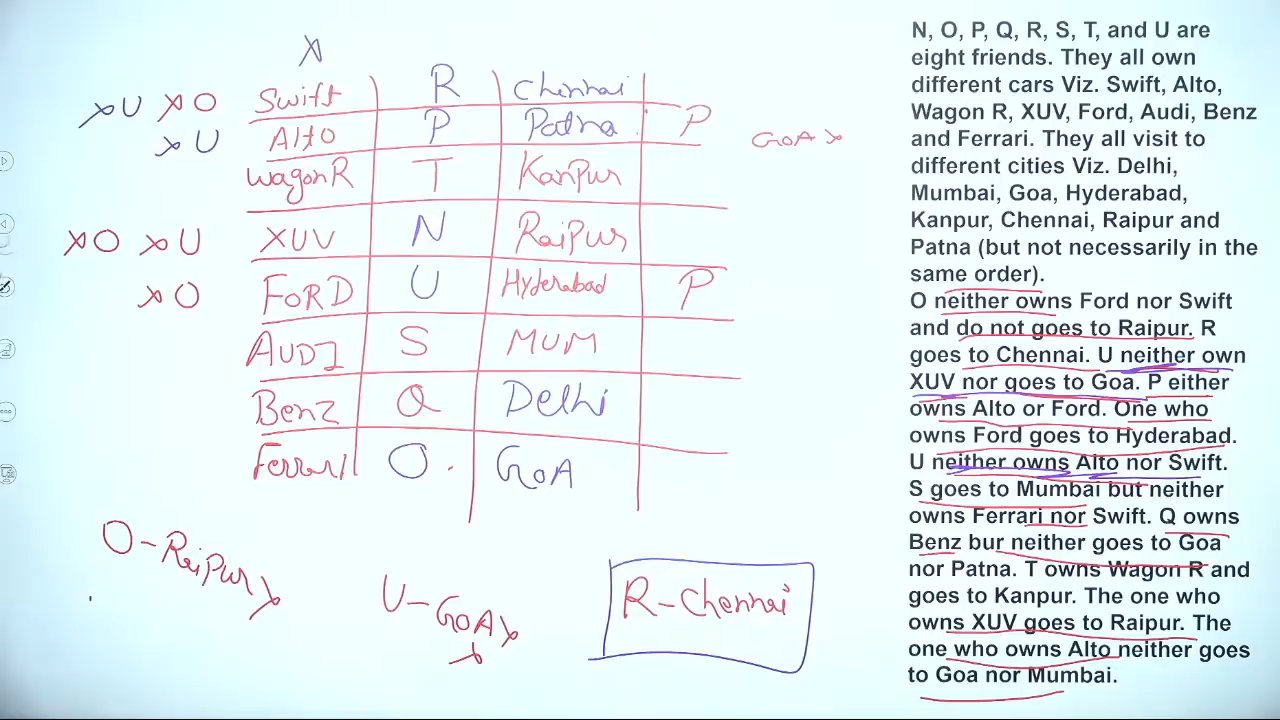 X
xU xO Swift R Chennai
xU Alto P Patna P GOA x
WagonR T Kanpur
xO xU XUV N Raipur
xO FORD U Hyderabad P
AUDI S MUM
Benz Q Delhi
Ferrari O. GOA
O-Raipur x
U-GOA x
x
R-Chennai
N, O, P, Q, R, S, T, and U are
eight friends. They all own
different cars Viz. Swift, Alto,
Wagon R, XUV, Ford, Audi, Benz
and Ferrari. They all visit to
different cities Viz. Delhi,
Mumbai, Goa, Hyderabad,
Kanpur, Chennai, Raipur and
Patna (but not necessarily in the
same order).
O neither owns Ford nor Swift
and do not goes to Raipur. R
goes to Chennai. U neither own
XUV nor goes to Goa. P either
owns Alto or Ford. One who
owns Ford goes to Hyderabad.
U neither owns Alto nor Swift.
S goes to Mumbai but neither
owns Ferrari nor Swift. Q owns
Benz bur neither goes to Goa
nor Patna. T owns Wagon R and
goes to Kanpur. The one who
owns XUV goes to Raipur. The
one who owns Alto neither goes
to Goa nor Mumbai.